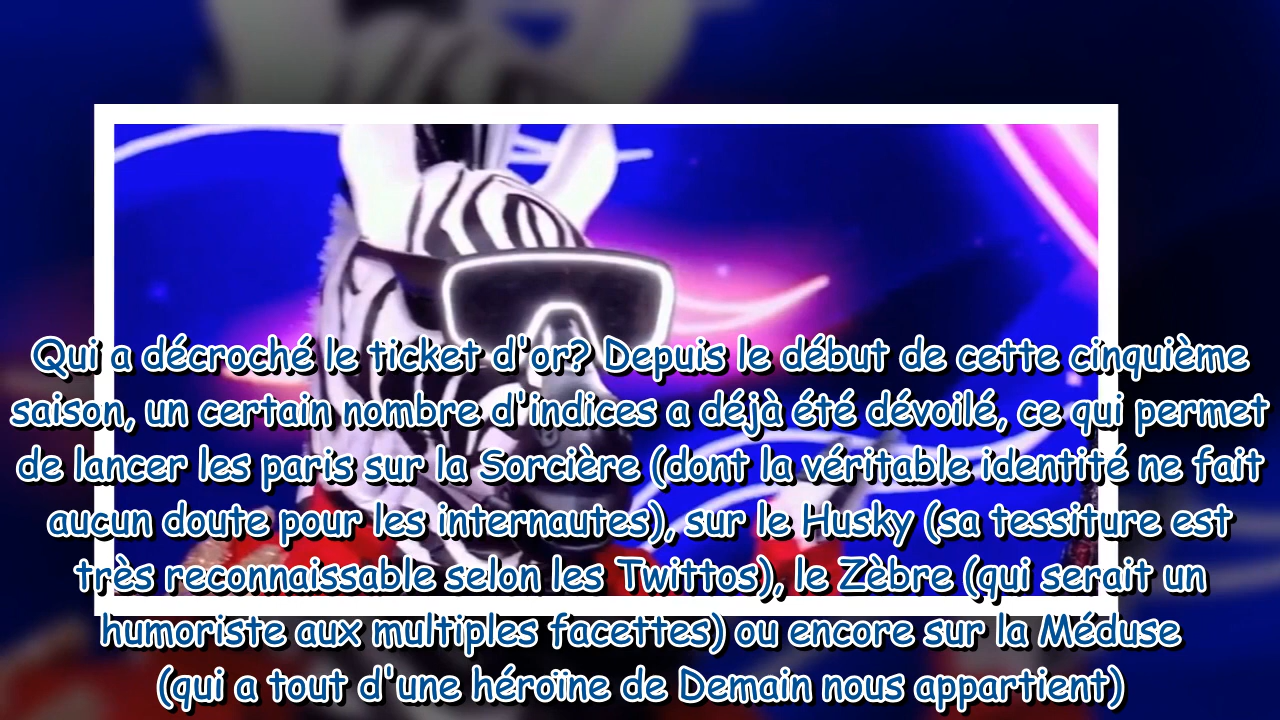 Qui a décroché le ticket d'or? Depuis le début de cette cinquième
saison, un certain nombre d'indices a déjà été dévoilé, ce qui permet
de lancer les paris sur la Sorcière (dont la véritable identité ne fait
aucun doute pour les internautes), sur le Husky (sa tessiture est
très reconnaissable selon les Twittos), le Zèbre (qui serait un
humoriste aux multiples facettes) ou encore sur la Méduse
(qui a tout d'une héroïne de Demain nous appartient)